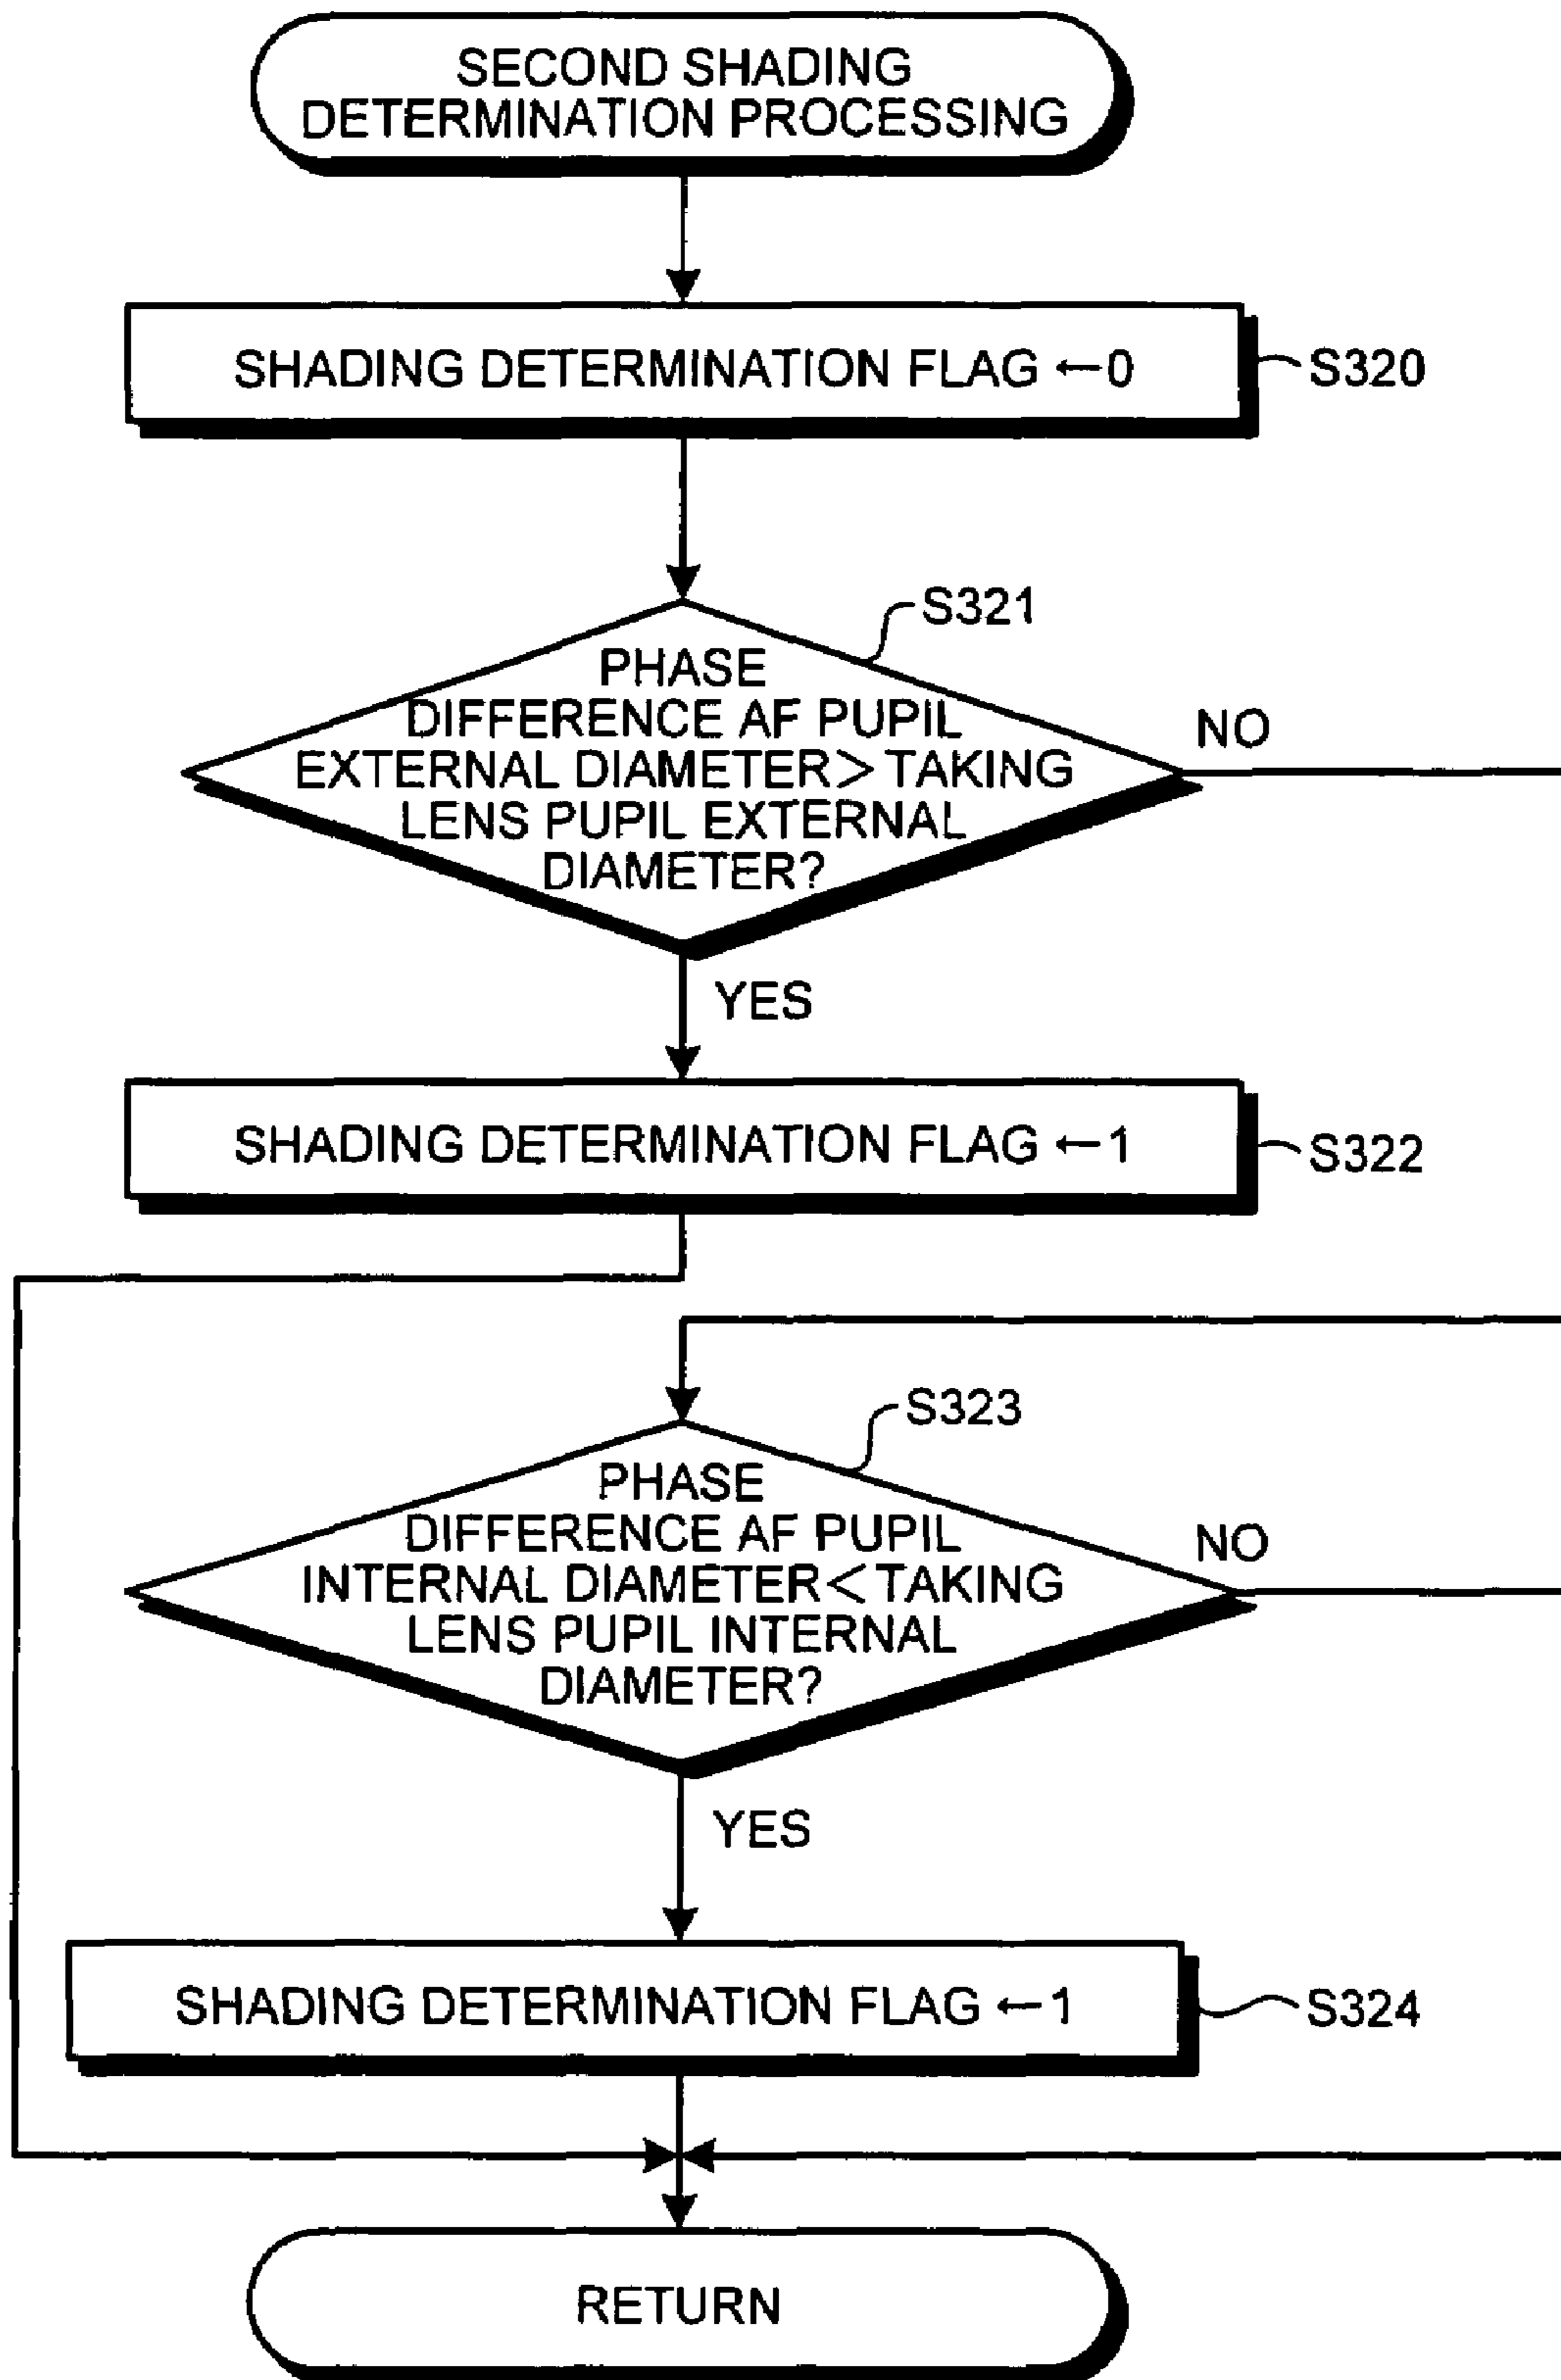 SECOND SHADING
DETERMINATION PROCESSING
SHADING DETERMINATION FLAG ←0
S320
S321
PHASE
DIFFERENCE AF PUPIL
EXTERNAL DIAMETER>TAKING
LENS PUPIL EXTERNAL
DIAMETER?
NO
YES
SHADING DETERMINATION FLAG ←1
S322
S323
PHASE
DIFFERENCE AF PUPIL
INTERNAL DIAMETER<TAKING
LENS PUPIL INTERNAL
DIAMETER?
NO
YES
SHADING DETERMINATION FLAG ←1
S324
RETURN